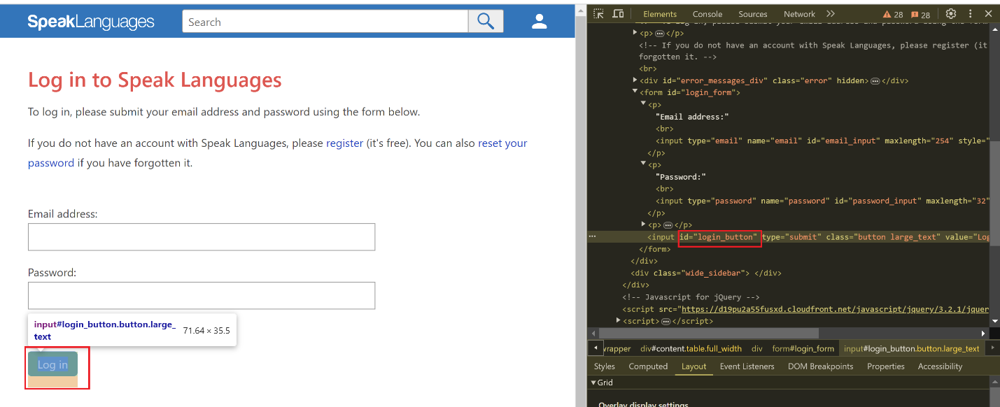 SpeakLanguages
Search
Log in to Speak Languages
To log in, please submit your email address and password using the form below.
If you do not have an account with Speak Languages, please register (it's free). You can also reset your
password if you have forgotten it.
Email address:
Password:
input#login_button.button.large_
text
71.64 × 35.5
Log in
Elements Console Sources Network 28 28
<p> </p>
<!-- If you do not have an account with Speak Languages, please register (it
forgotten it. -->
<br>
<div id="error_messages_div" class="error" hidden> </div>
<form id="login_form">
<p>
"Email address:"
<br>
<input type="email" name="email" id="email_input" maxlength="254" style="
</p>
<p>
"Password:"
<br>
<input type="password" name="password" id="password_input" maxlength="32"
</p>
<p> </p>
<input id="login_button" type="submit" class="button large_text" value="Log
</form>
</div>
<div class="wide_sidebar"> </div>
</div>
<!-- Javascript for jQuery -->
<script src="https://d19pu2a55fusxd.cloudfront.net/javascript/jquery/3.2.1/jquer
<script> </script>
wrapper div#content.table.full_width div form#login_form input#login_button.button.large_text
Styles Computed Layout Event Listeners DOM Breakpoints Properties Accessibility
Grid
Overlay display settings